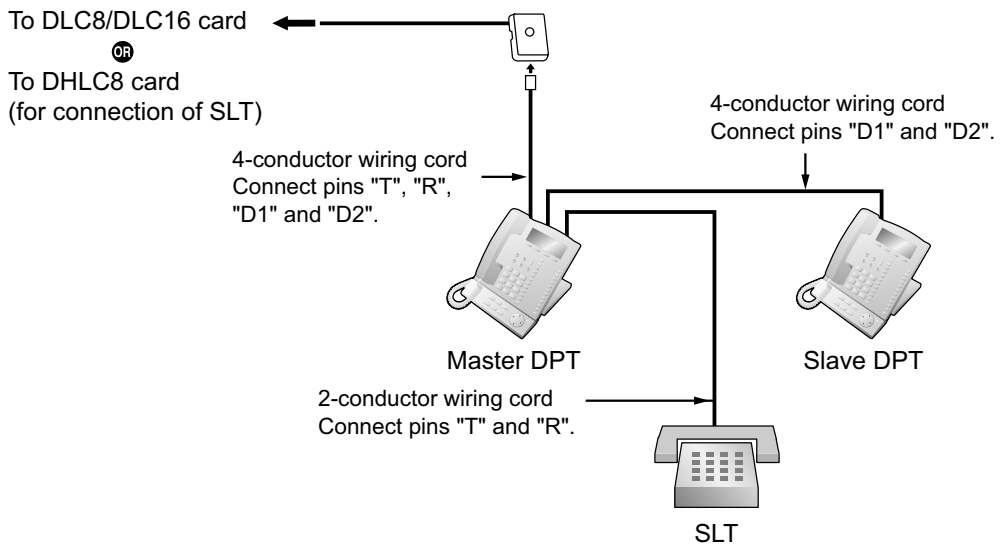 To DLC8/DLC16 card
OR
To DHLC8 card
(for connection of SLT)
4-conductor wiring cord
Connect pins "D1" and "D2".
4-conductor wiring cord
Connect pins "T", "R",
"D1" and "D2".
Master DPT
Slave DPT
2-conductor wiring cord
Connect pins "T" and "R".
SLT